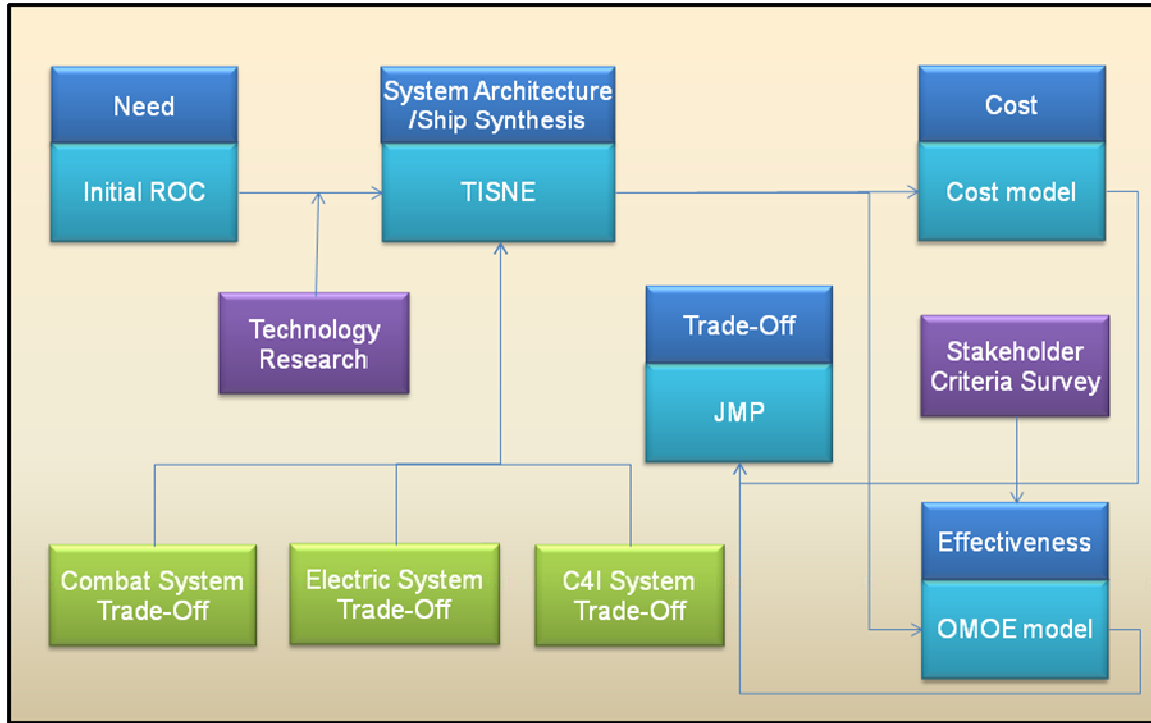 Need
Initial ROC
System Architecture
/Ship Synthesis
TISNE
Cost
Cost model
Technology
Research
Trade-Off
JMP
Stakeholder
Criteria Survey
Combat System
Trade-Off
Electric System
Trade-Off
C4I System
Trade-Off
Effectiveness
OMOE model